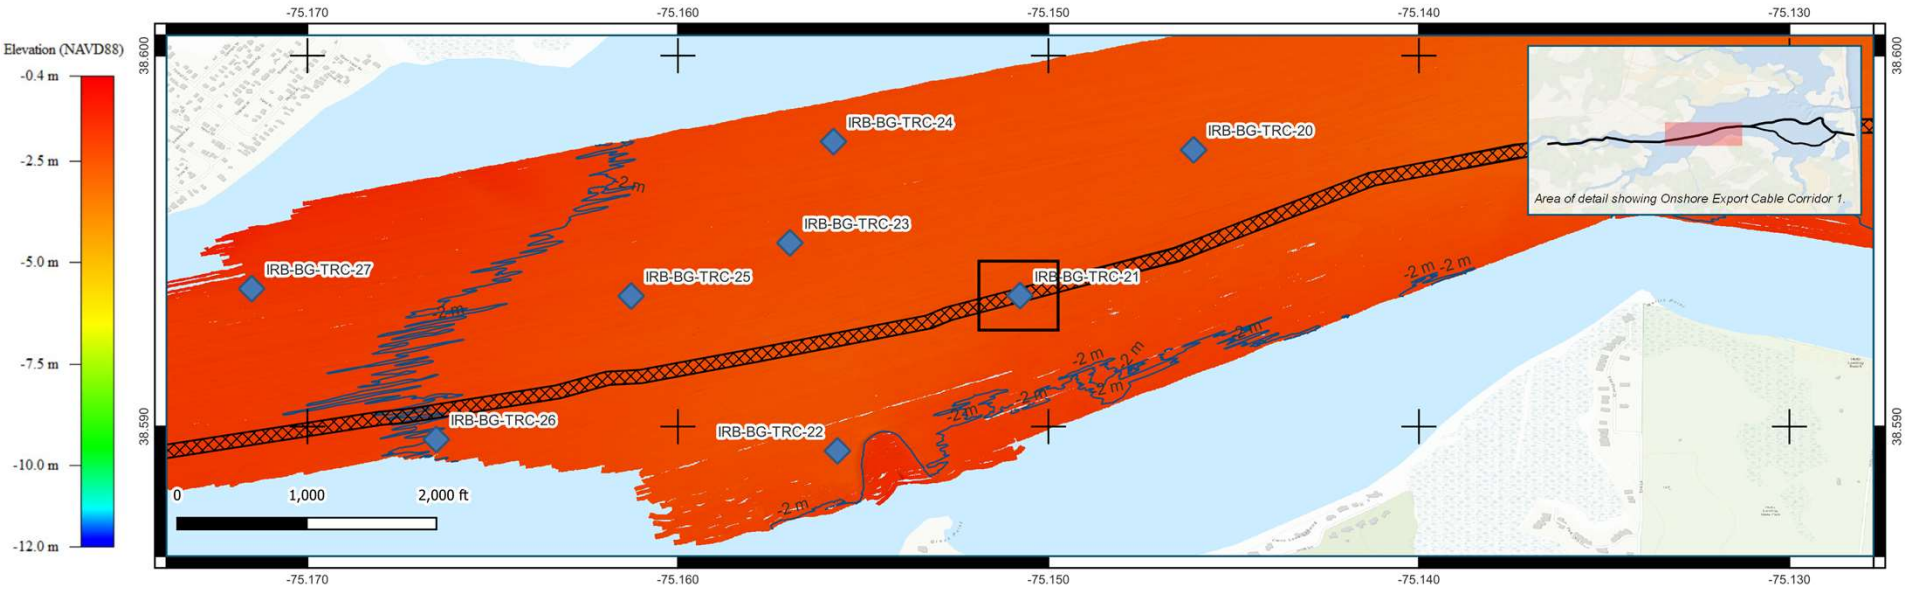 -75.170
-75.160
-75.150
-75.140
-75.130
38.600
38.600
Elevation (NAVD88)
-0.4 m
-2.5 m
-5.0 m
-7.5 m
-10.0 m
-12.0 m
IRB-BG-TRC-24
IRB-BG-TRC-20
-2 m
Area of detail showing Onshore Export Cable Corridor 1.
IRB-BG-TRC-23
IRB-BG-TRC-27
IRB-BG-TRC-25
IRB-BG-TRC-21
-2 m -2 m
-2 m
-2 m
-2 m
-2 m
-2 m
-2 m
-2 m
IRB-BG-TRC-26
IRB-BG-TRC-22
38.590
38.590
0
1,000
2,000 ft
-2 m
-75.170
-75.160
-75.150
-75.140
-75.130